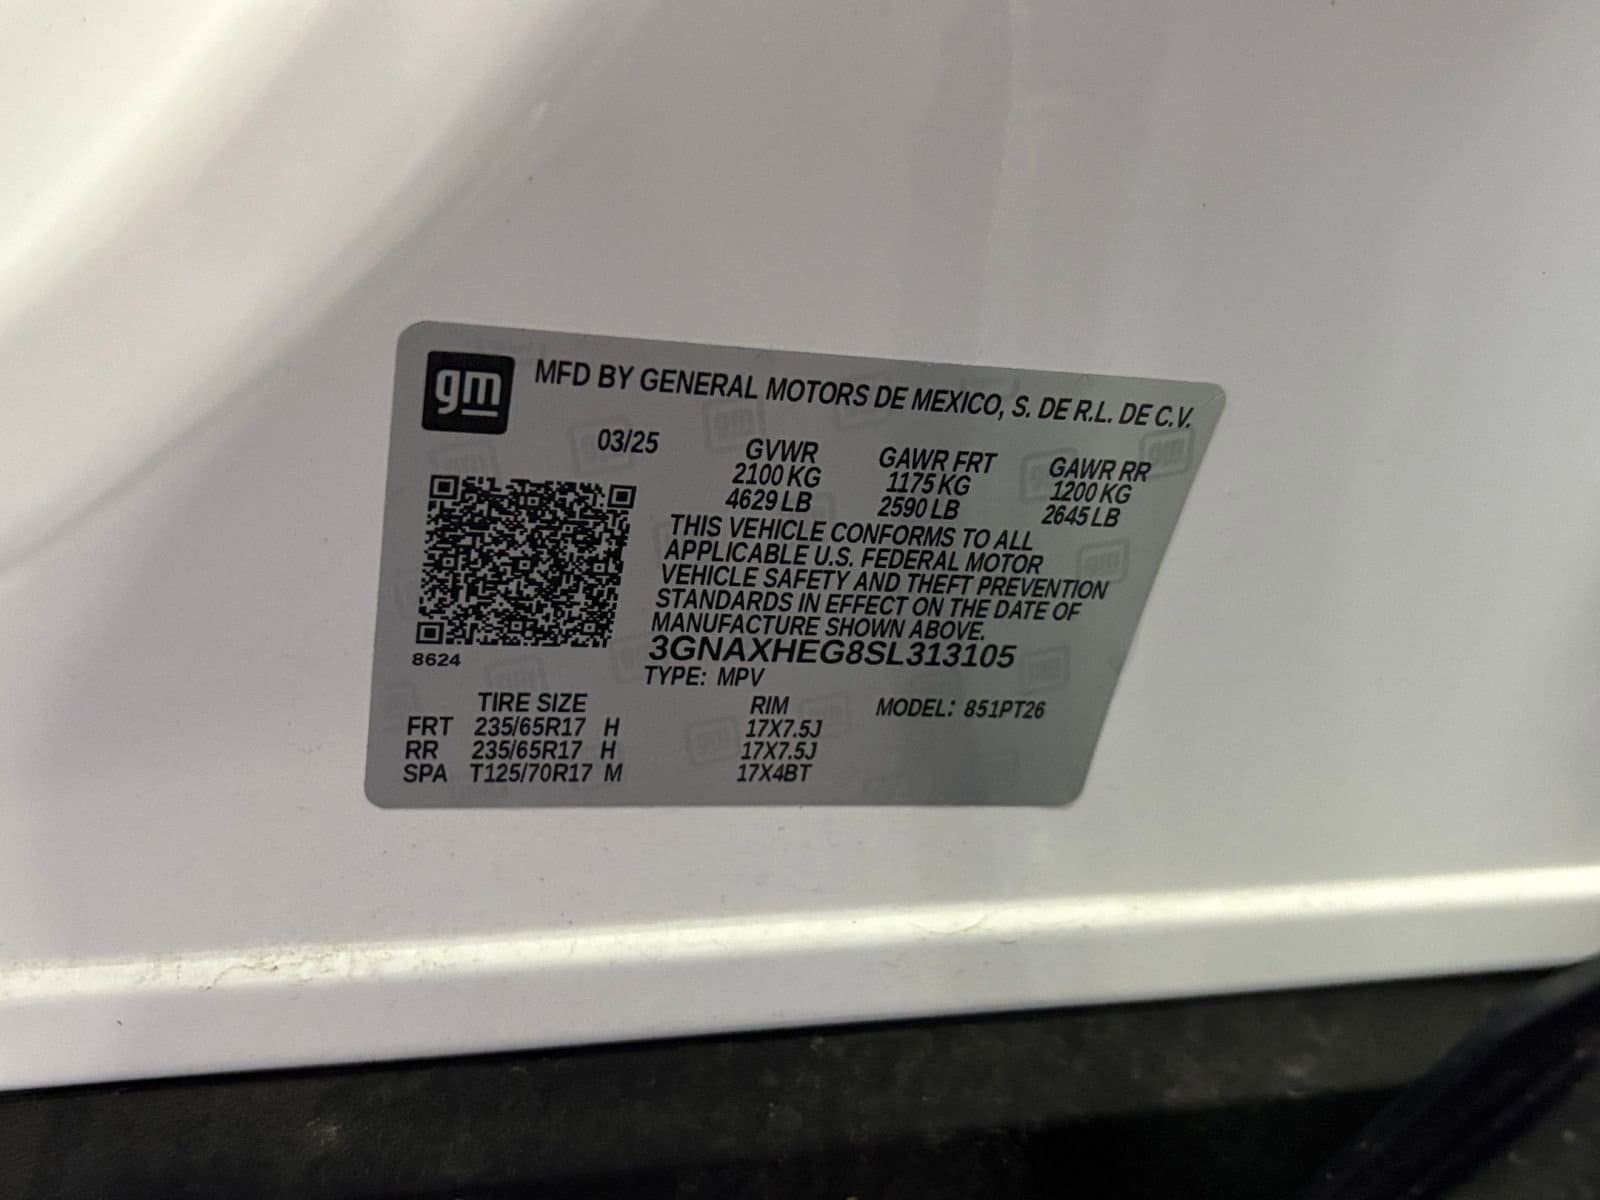 gm MFD BY GENERAL MOTORS DE MEXICO, S. DE R.L. DE C.V.
03/25 GVWR GAWR FRT GAWR RR
2100 KG 1175 KG 1200 KG
4629 LB 2590 LB 2645 LB
THIS VEHICLE CONFORMS TO ALL
APPLICABLE U.S. FEDERAL MOTOR
VEHICLE SAFETY AND THEFT PREVENTION
STANDARDS IN EFFECT ON THE DATE OF
MANUFACTURE SHOWN ABOVE.
3GNAXHEG8SL313105
8624
TYPE: MPV
TIRE SIZE RIM MODEL: 851PT26
FRT 235/65R17 H 17X7.5J
RR 235/65R17 H 17X7.5J
SPA T125/70R17 M 17X4BT